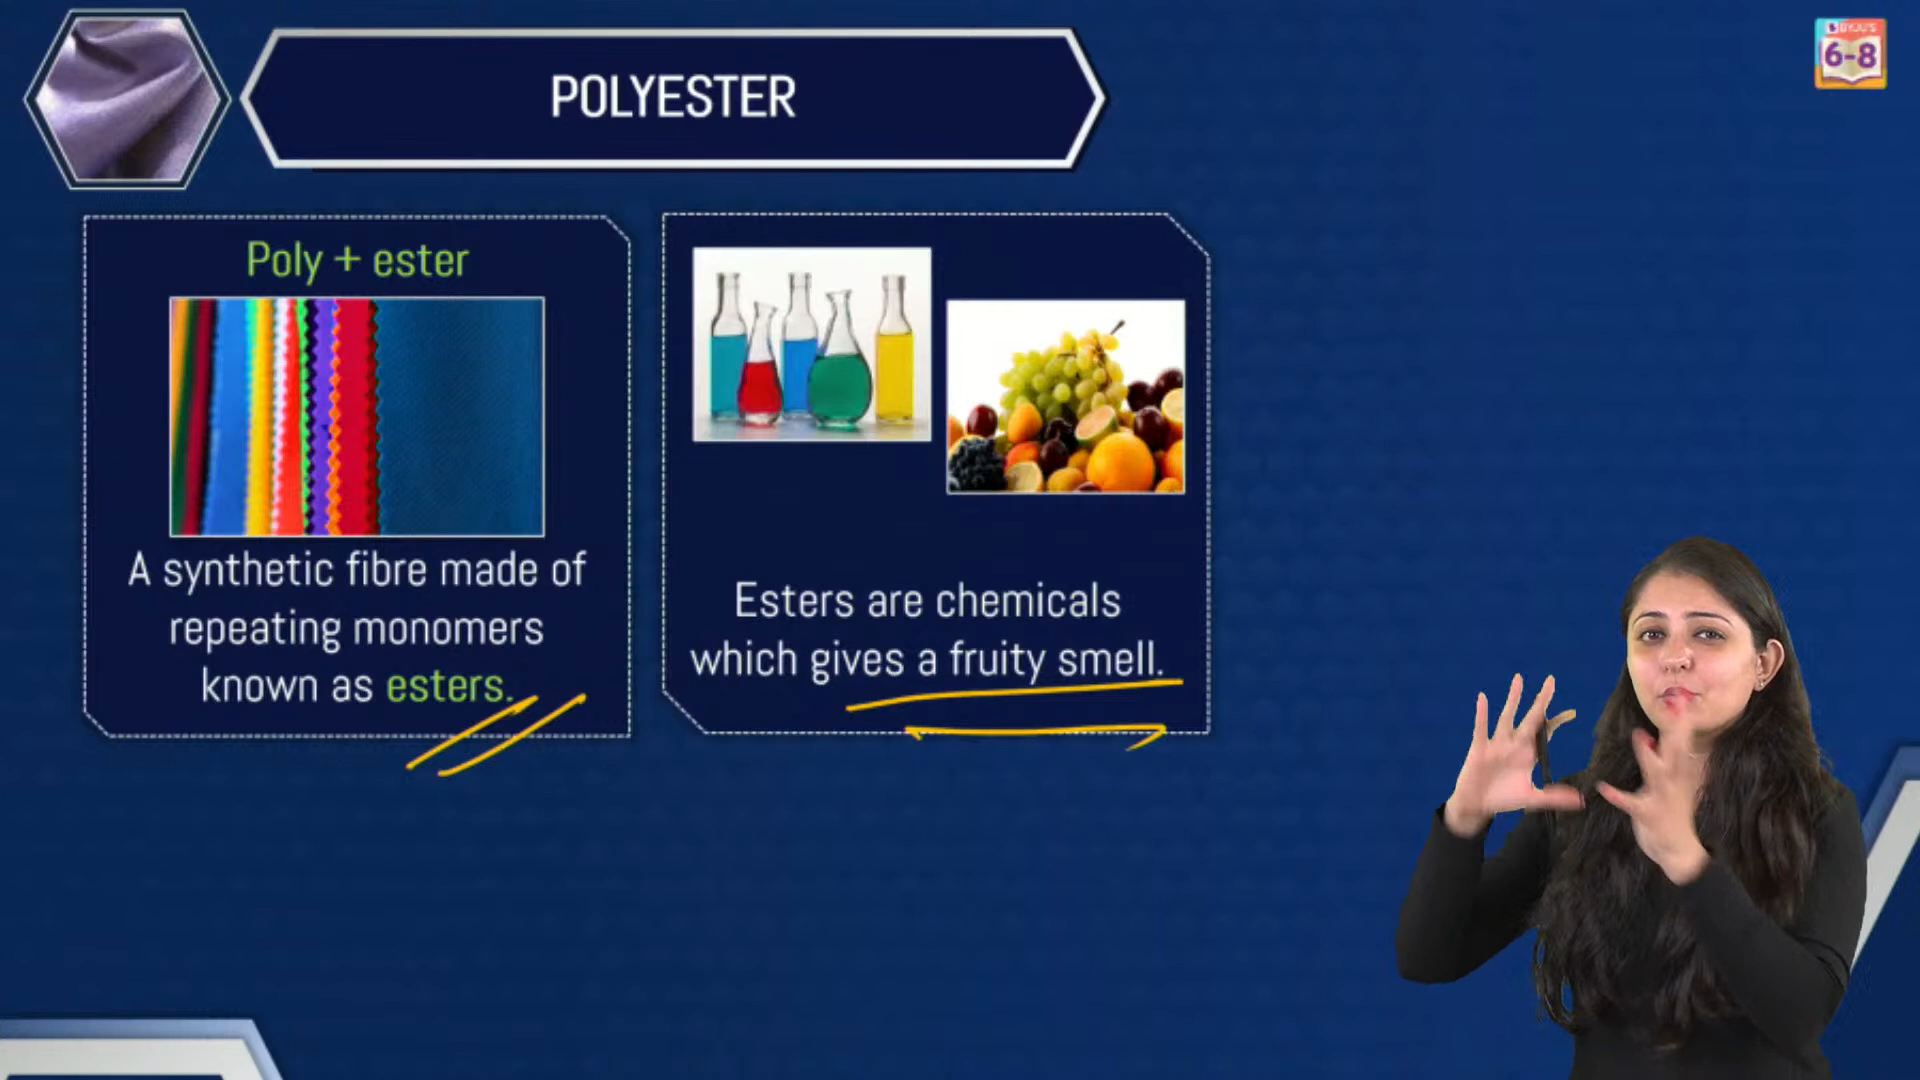 POLYESTER
BYJU'S
6-8
Poly + ester
A synthetic fibre made of
repeating monomers
known as esters.
Esters are chemicals
which gives a fruity smell.